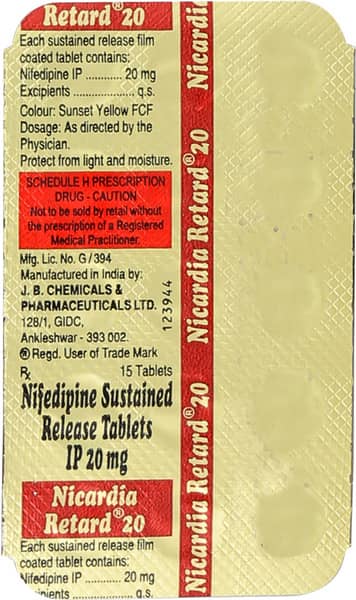 Retard® 20
Each sustained release film
coated tablet contains:
Nifedipine IP ............ 20 mg
Excipients ................ q.s.
Colour: Sunset Yellow FCF
Dosage: As directed by the
Physician.
Protect from light and moisture.
SCHEDULE H PRESCRIPTION
DRUG - CAUTION
Not to be sold by retail without
the prescription of a Registered
Medical Practitioner.
Mfg. Lic. No. G / 394
Manufactured in India by:
J. B. CHEMICALS &
PHARMACEUTICALS LTD.
128/1, GIDC,
Ankleshwar - 393 002.
® Regd. User of Trade Mark
℞ 15 Tablets
Nifedipine Sustained
Release Tablets
IP 20 mg
Nicardia
Retard® 20
Each sustained release film
coated tablet contains:
Nifedipine IP ............ 20 mg
Excipients ................ q.s.
123944
Nicardia
Nicardia Retard® 20
Nicardia Retard® 20